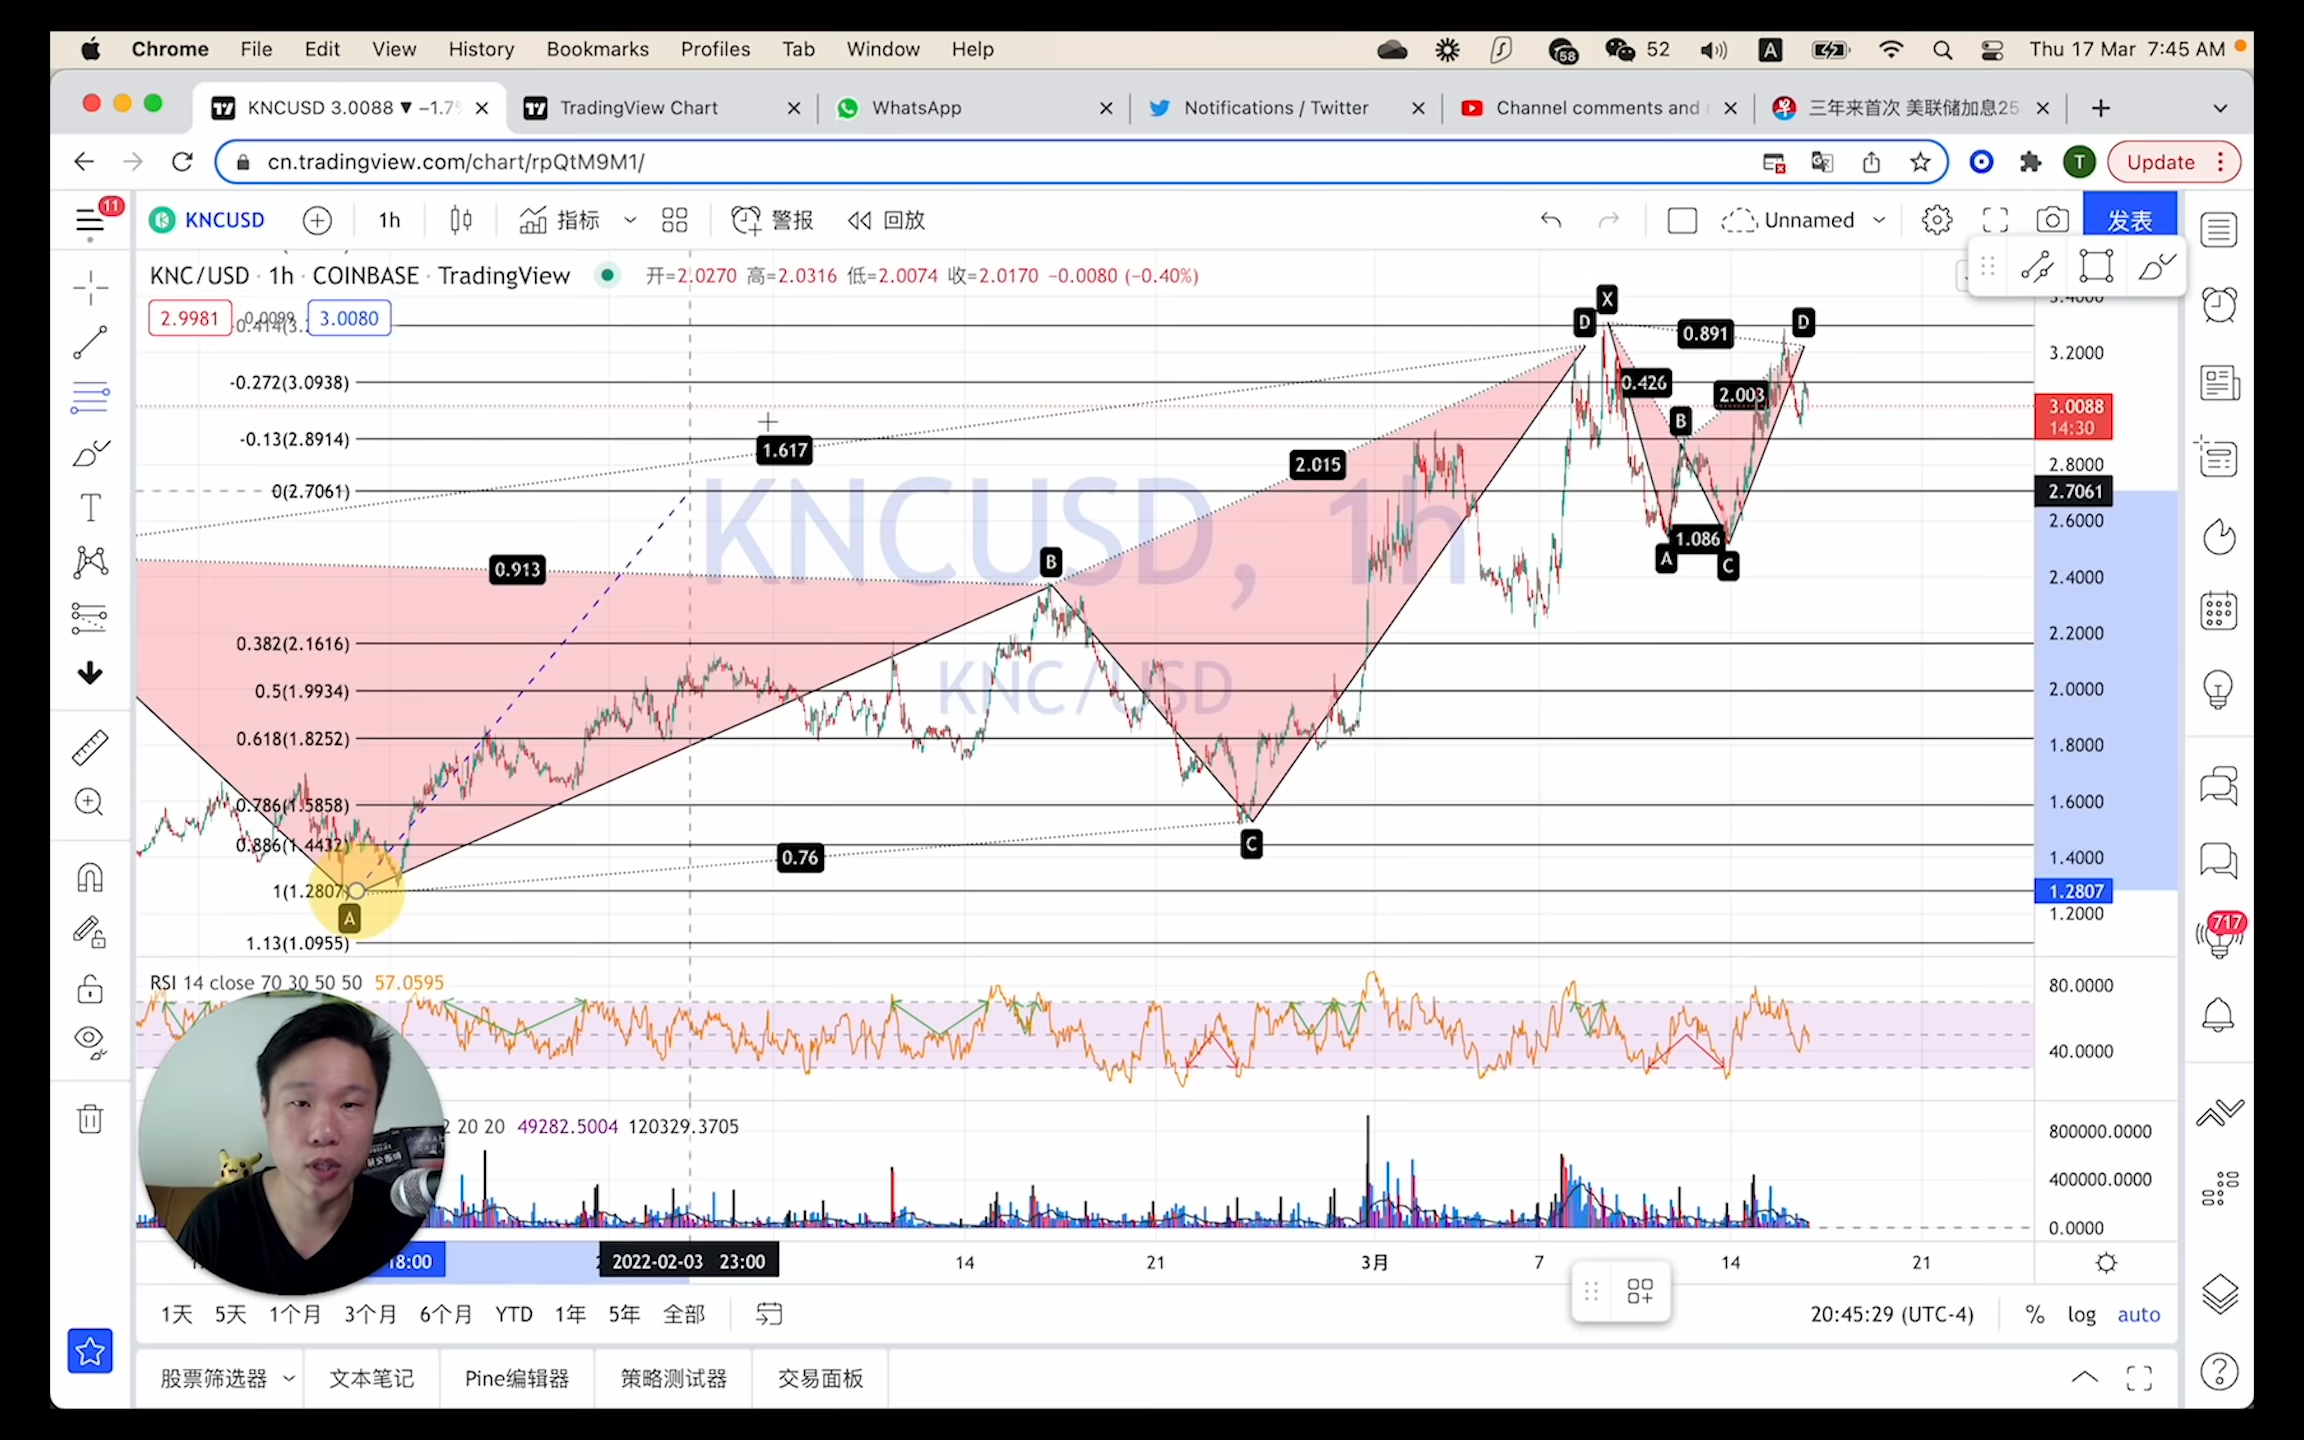 Chrome File Edit View History Bookmarks Profiles Tab Window Help 58 52 A Thu 17 Mar 7:45 AM
KNCUSD 3.0088 ▼ −1.7% TradingView Chart WhatsApp Notifications / Twitter Channel comments and 三年来首次 美联储加息25
cn.tradingview.com/chart/rpQtM9M1/ T Update
11 KNCUSD 1h 指标 警报 回放 Unnamed 发表
KNC/USD · 1h · COINBASE · TradingView 开=2.0270 高=2.0316 低=2.0074 收=2.0170 −0.0080 (−0.40%)
2.9981 0.0099 3.0080
3.4000
X
D D
0.891
3.2000
-0.272(3.0938)
0.426
2.003
3.0088
14:30
B
-0.13(2.8914)
1.617
2.015
2.8000
0(2.7061)
2.7061
KNCUSD, 1h
2.6000
1.086
A C
B
0.913
2.4000
0.382(2.1616)
2.2000
KNC/USD
0.5(1.9934)
2.0000
0.618(1.8252)
1.8000
0.786(1.5858)
1.6000
C
0.886(1.4432)
0.76
1.4000
1(1.2807)
1.2807
A
1.2000
1.13(1.0955)
717
RSI 14 close 70 30 50 50 57.0595
80.0000
40.0000
2 20 20 49282.5004 120329.3705
800000.0000
400000.0000
0.0000
18:00 2022-02-03 23:00 14 21 3月 7 14 21
1天 5天 1个月 3个月 6个月 YTD 1年 5年 全部 20:45:29 (UTC-4) % log auto
股票筛选器 文本笔记 Pine编辑器 策略测试器 交易面板